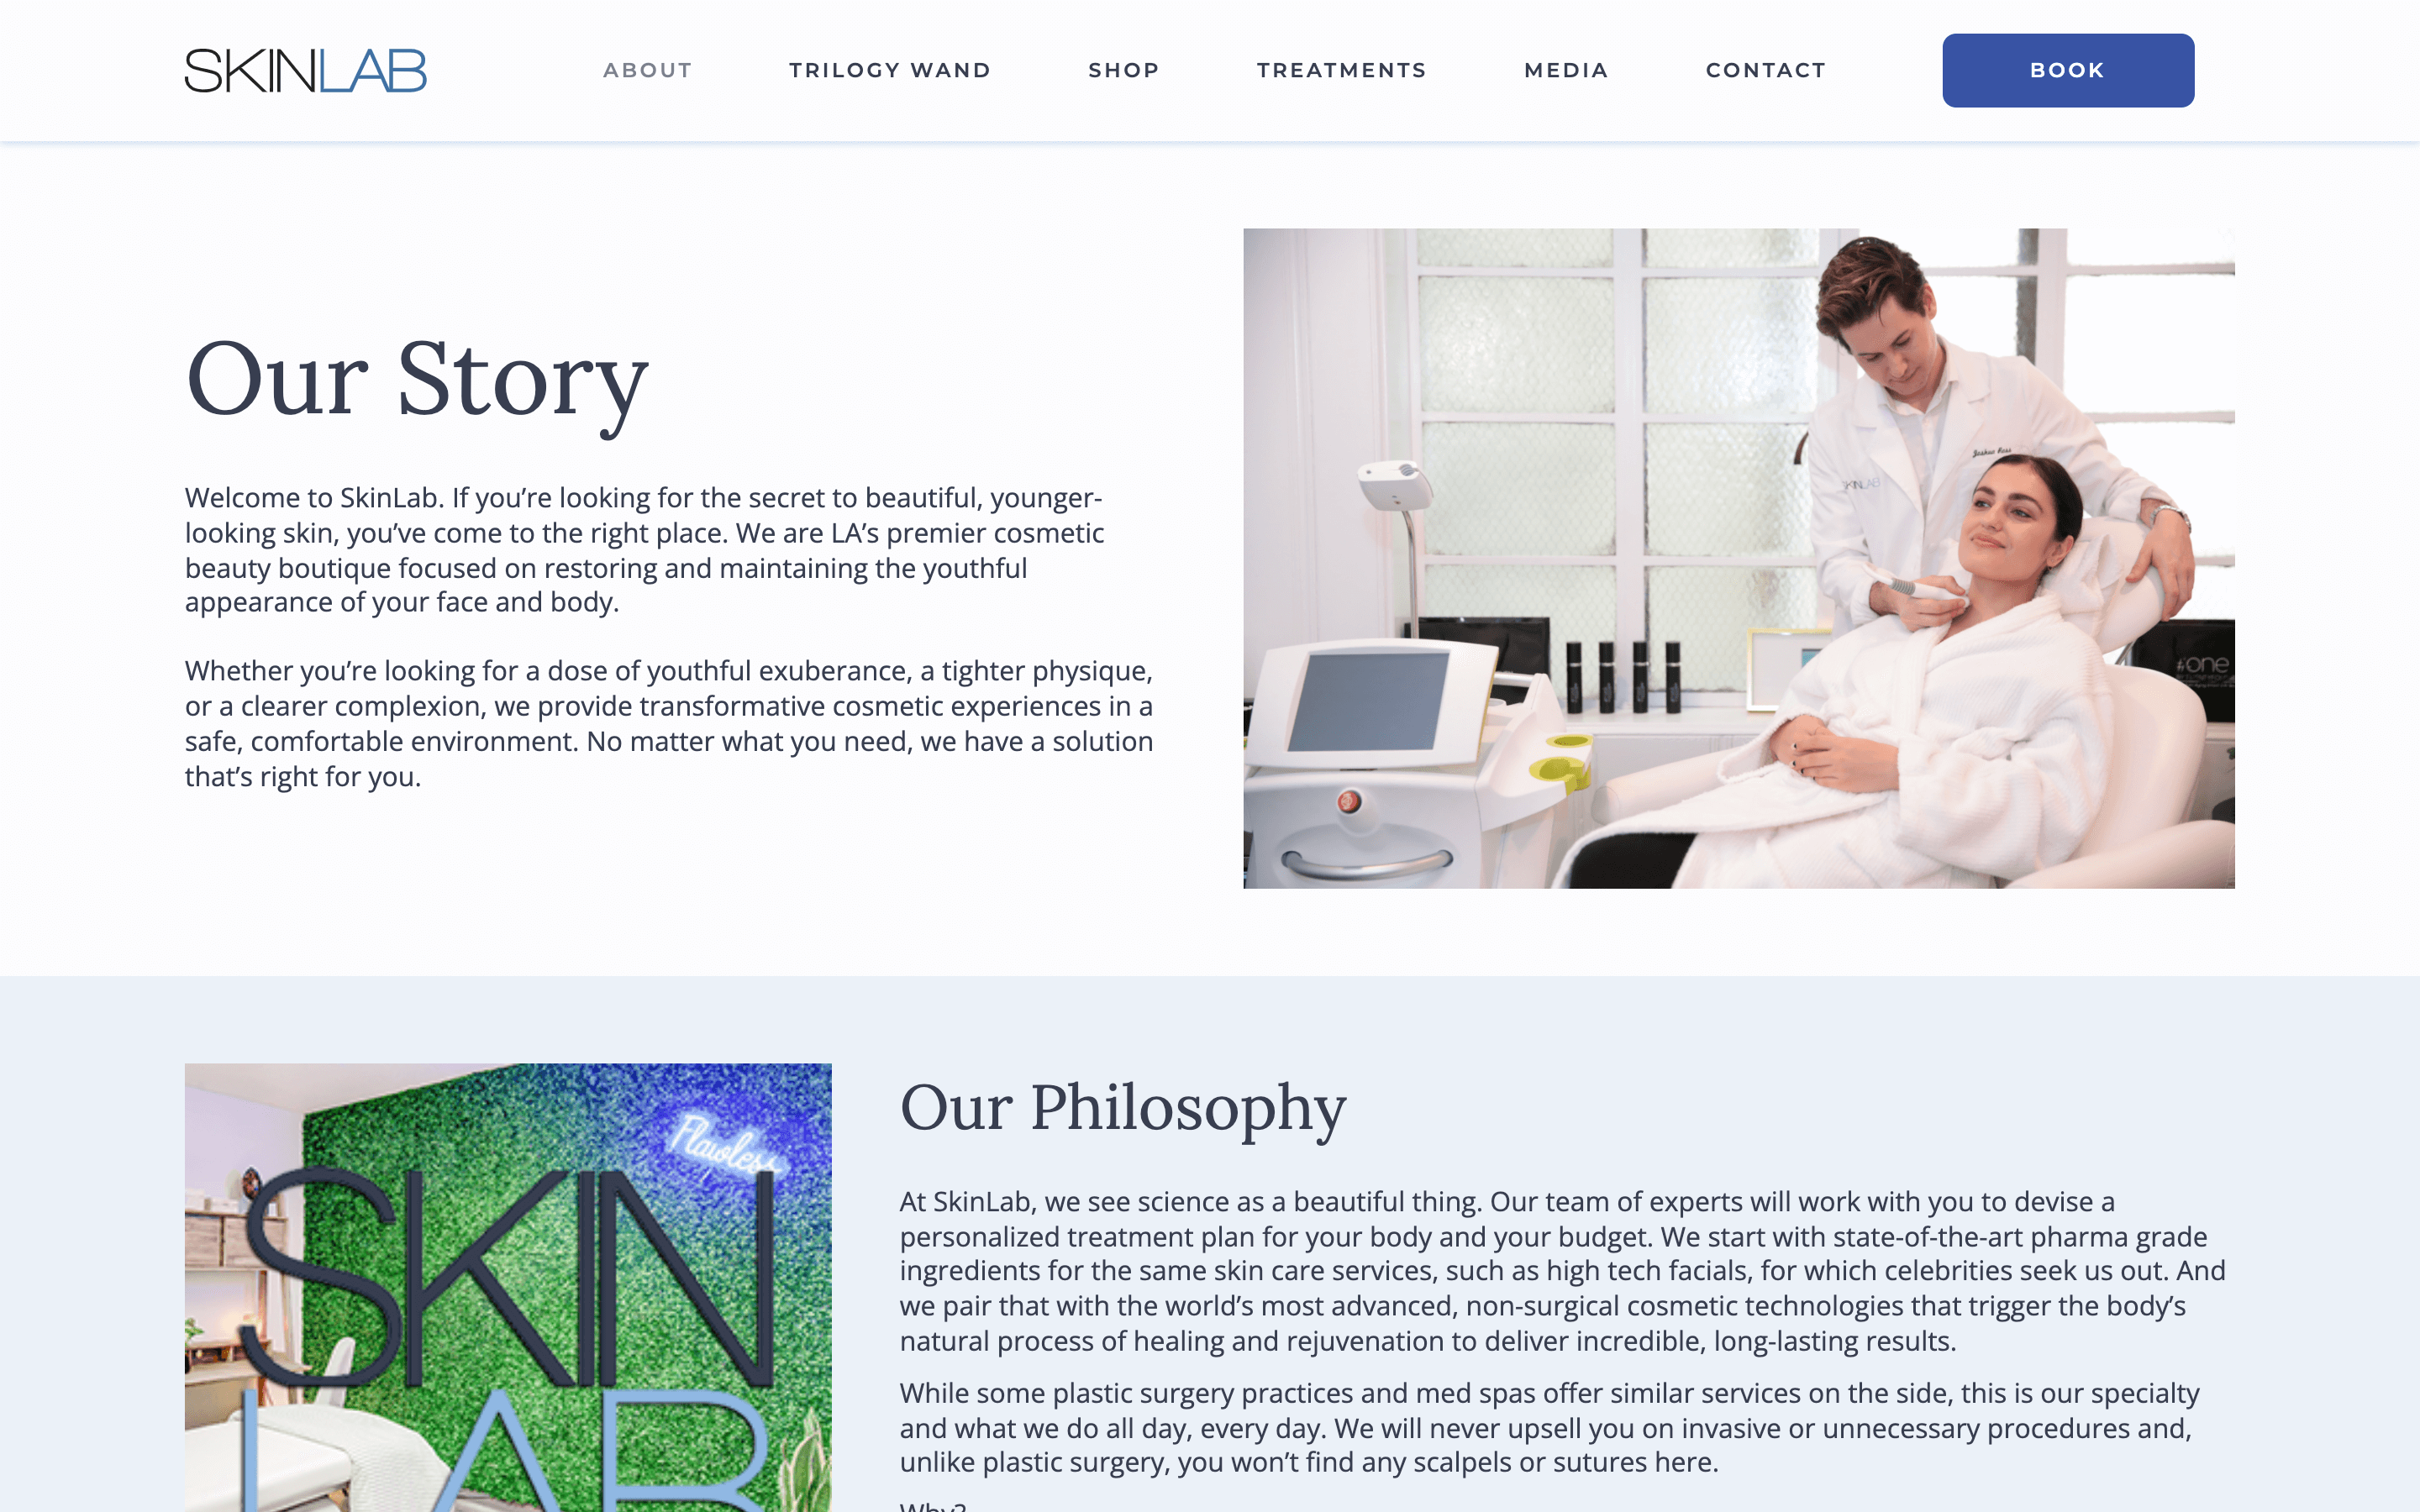 SKINLAB
ABOUT
TRILOGY WAND
SHOP
TREATMENTS
MEDIA
CONTACT
BOOK
Our Story
Welcome to SkinLab. If you’re looking for the secret to beautiful, younger-
looking skin, you’ve come to the right place. We are LA’s premier cosmetic
beauty boutique focused on restoring and maintaining the youthful
appearance of your face and body.
Whether you’re looking for a dose of youthful exuberance, a tighter physique,
or a clearer complexion, we provide transformative cosmetic experiences in a
safe, comfortable environment. No matter what you need, we have a solution
that’s right for you.
SKINLAB
#one
Flawless
SKIN
LAB
Our Philosophy
At SkinLab, we see science as a beautiful thing. Our team of experts will work with you to devise a
personalized treatment plan for your body and your budget. We start with state-of-the-art pharma grade
ingredients for the same skin care services, such as high tech facials, for which celebrities seek us out. And
we pair that with the world’s most advanced, non-surgical cosmetic technologies that trigger the body’s
natural process of healing and rejuvenation to deliver incredible, long-lasting results.
While some plastic surgery practices and med spas offer similar services on the side, this is our specialty
and what we do all day, every day. We will never upsell you on invasive or unnecessary procedures and,
unlike plastic surgery, you won’t find any scalpels or sutures here.
Why?